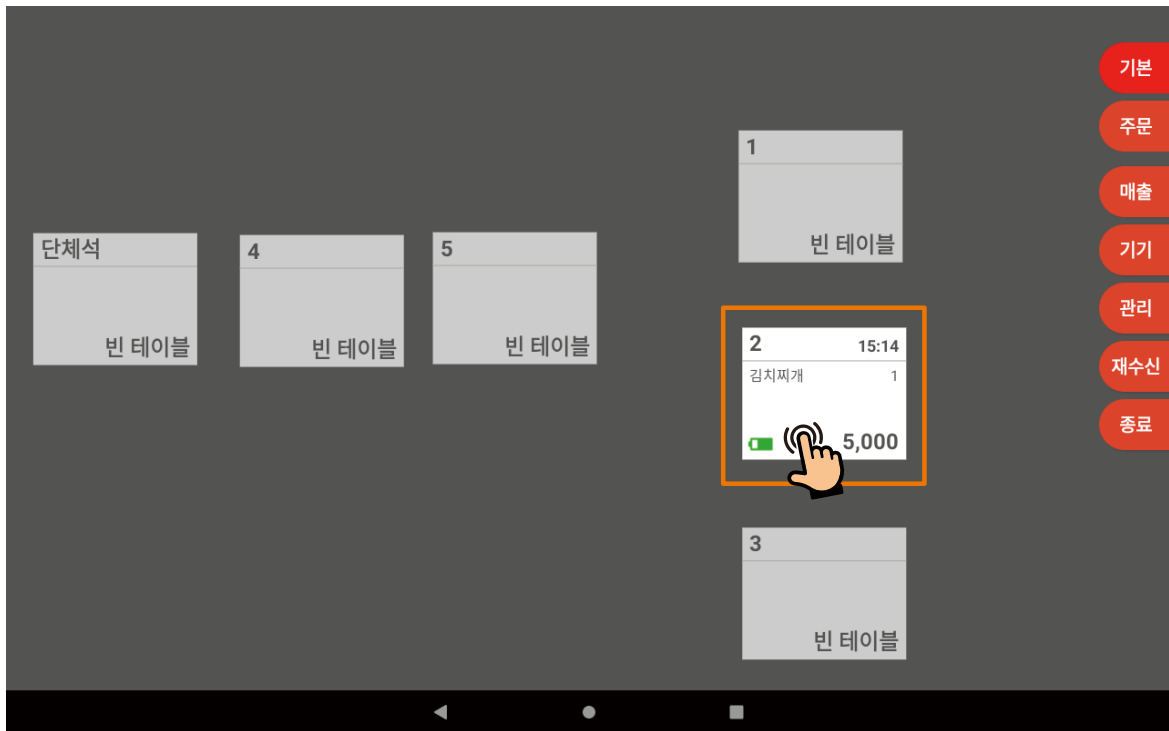 기본
주문
매출
기기
관리
재수신
종료
단체석
빈 테이블
4
빈 테이블
5
빈 테이블
1
빈 테이블
2 15:14
김치찌개 1
5,000
3
빈 테이블